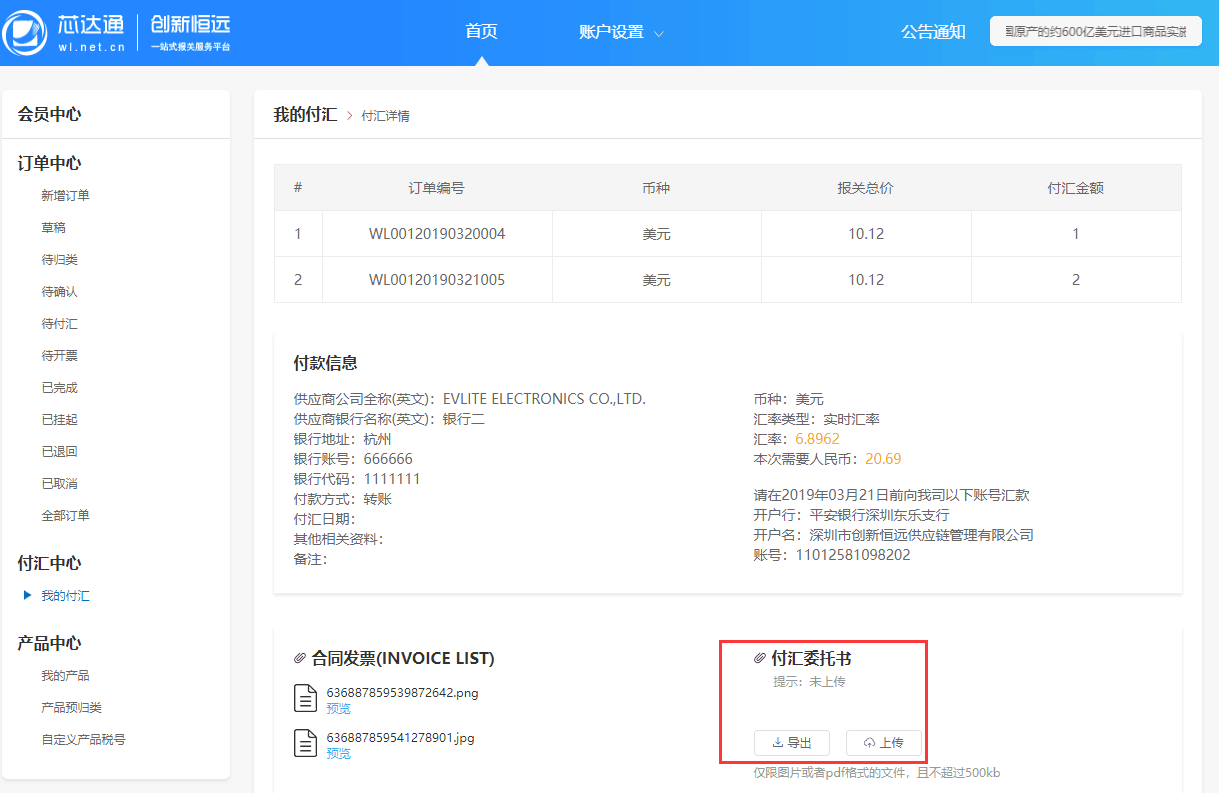 芯达通
wl.net.cn
创新恒远
一站式报关服务平台
首页
账户设置
公告通知
国原产的约600亿美元进口商品实施
会员中心
订单中心
新增订单
草稿
待归类
待确认
待付汇
待开票
已完成
已挂起
已退回
已取消
全部订单
付汇中心
我的付汇
产品中心
我的产品
产品预归类
自定义产品税号
我的付汇 > 付汇详情
# 订单编号 币种 报关总价 付汇金额
1 WL00120190320004 美元 10.12 1
2 WL00120190321005 美元 10.12 2
付款信息
供应商公司全称(英文)：EVLITE ELECTRONICS CO.,LTD.
供应商银行名称(英文)：银行二
银行地址：杭州
银行账号：666666
银行代码：1111111
付款方式：转账
付汇日期：
其他相关资料：
备注：
币种：美元
汇率类型：实时汇率
汇率：6.8962
本次需要人民币：20.69
请在2019年03月21日前向我司以下账号汇款
开户行：平安银行深圳东乐支行
开户名：深圳市创新恒远供应链管理有限公司
账号：11012581098202
合同发票(INVOICE LIST)
636887859539872642.png
预览
636887859541278901.jpg
预览
付汇委托书
提示：未上传
导出
上传
仅限图片或者pdf格式的文件，且不超过500kb